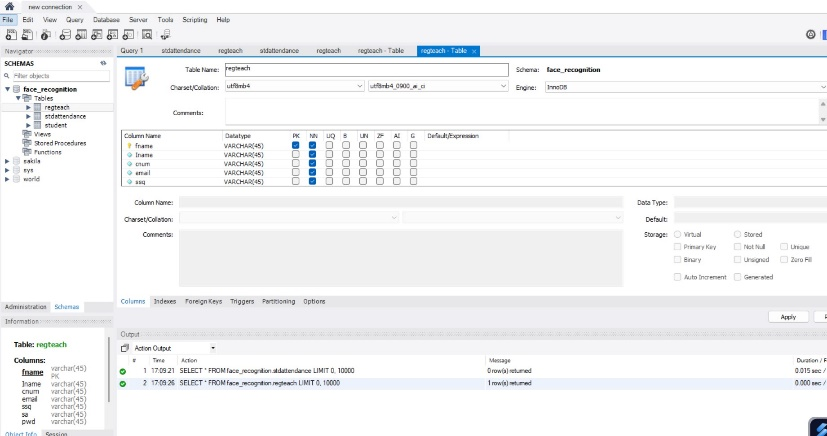 new connection ×
File Edit View Query Database Server Tools Scripting Help
Navigator
SCHEMAS
Filter objects
face_recognition
Tables
regteach
stdattendance
student
Views
Stored Procedures
Functions
sakila
sys
world
Administration Schemas
Information
Table: regteach
Columns:
fname varchar(45) PK
lname varchar(45)
cnum varchar(45)
email varchar(45)
ssq varchar(45)
sa varchar(45)
pwd varchar(45)
Object Info Session
Query 1 stdattendance regteach stdattendance regteach regteach - Table regteach - Table ×
Table Name: regteach Schema: face_recognition
Charset/Collation: utf8mb4 utf8mb4_0900_ai_ci Engine: InnoDB
Comments:
Column Name Datatype PK NN UQ B UN ZF AI G Default/Expression
fname VARCHAR(45)
lname VARCHAR(45)
cnum VARCHAR(45)
email VARCHAR(45)
ssq VARCHAR(45)
Column Name: Data Type:
Charset/Collation: Default:
Comments: Storage: Virtual Stored
Primary Key Not Null Unique
Binary Unsigned Zero Fill
Auto Increment Generated
Columns Indexes Foreign Keys Triggers Partitioning Options
Apply
Output
Action Output
# Time Action Message Duration / F
1 17:09:21 SELECT * FROM face_recognition.stdattendance LIMIT 0, 10000 0 row(s) returned 0.015 sec /
2 17:09:26 SELECT * FROM face_recognition.regteach LIMIT 0, 10000 1 row(s) returned 0.000 sec /